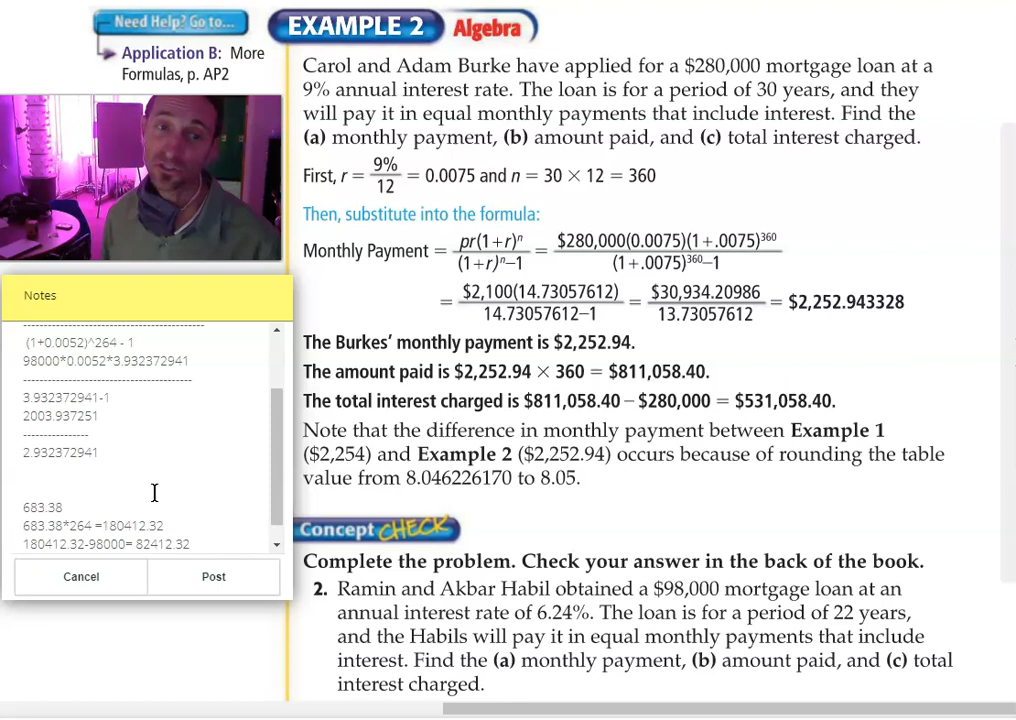 Need Help? Go to...
Application B: More
Formulas, p. AP2
EXAMPLE 2 Algebra
Carol and Adam Burke have applied for a $280,000 mortgage loan at a
9% annual interest rate. The loan is for a period of 30 years, and they
will pay it in equal monthly payments that include interest. Find the
(a) monthly payment, (b) amount paid, and (c) total interest charged.
First, r = 9%/12 = 0.0075 and n = 30 × 12 = 360
Then, substitute into the formula:
Monthly Payment = pr(1+r)^n/(1+r)^n–1 = $280,000(0.0075)(1+.0075)^360/(1+.0075)^360–1
= $2,100(14.73057612)/14.73057612–1 = $30,934.20986/13.73057612 = $2,252.943328
The Burkes' monthly payment is $2,252.94.
The amount paid is $2,252.94 × 360 = $811,058.40.
The total interest charged is $811,058.40 – $280,000 = $531,058.40.
Note that the difference in monthly payment between Example 1
($2,254) and Example 2 ($2,252.94) occurs because of rounding the table
value from 8.046226170 to 8.05.
Concept CHECK
Complete the problem. Check your answer in the back of the book.
2. Ramin and Akbar Habil obtained a $98,000 mortgage loan at an
annual interest rate of 6.24%. The loan is for a period of 22 years,
and the Habils will pay it in equal monthly payments that include
interest. Find the (a) monthly payment, (b) amount paid, and (c) total
interest charged.
Notes
---------------------------------------------
(1+0.0052)^264 - 1
98000*0.0052*3.932372941
------------------------------------------
3.932372941-1
2003.937251
----------------
2.932372941
683.38
683.38*264 =180412.32
180412.32-98000= 82412.32
Cancel
Post